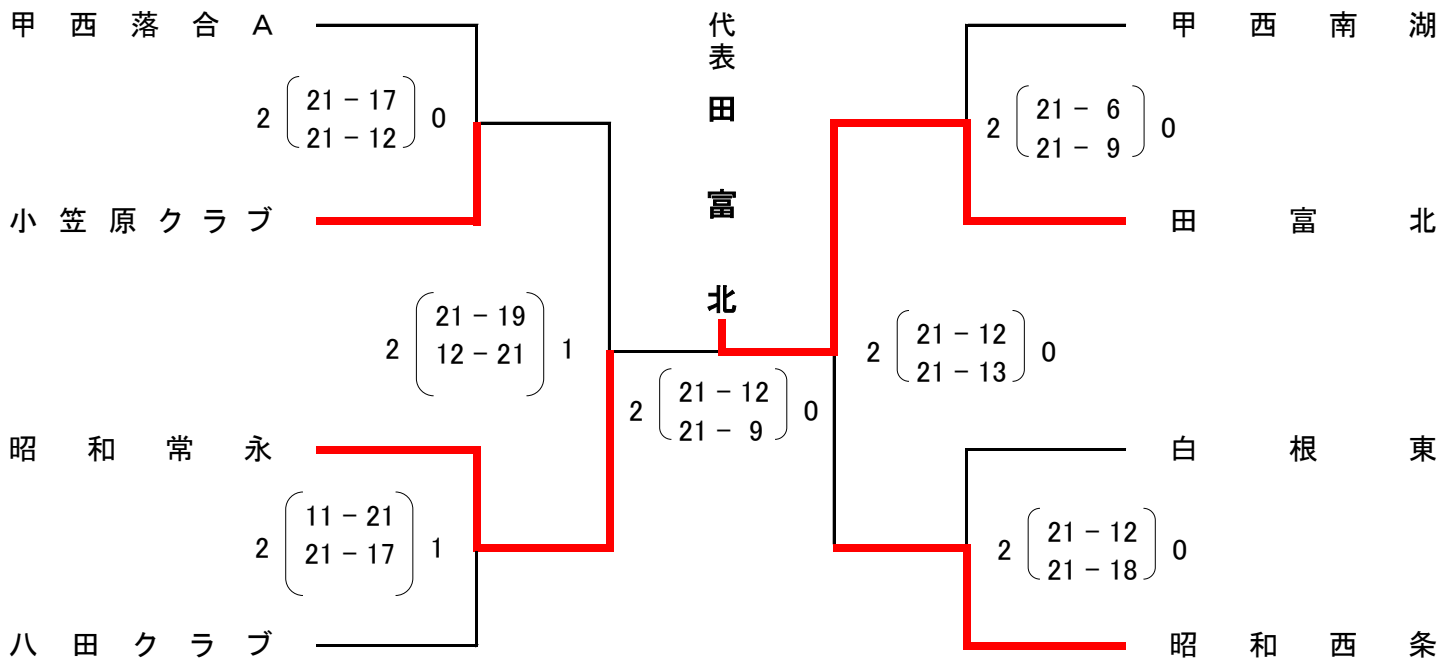 甲西落合A
2 21-17 0
21-12
小笠原クラブ
2 21-19 1
12-21
昭和常永
2 11-21 1
21-17
八田クラブ
代表
田富北
2 21-12 0
21- 9
甲西南湖
2 21- 6 0
21- 9
田富北
2 21-12 0
21-13
白根東
2 21-12 0
21-18
昭和西条